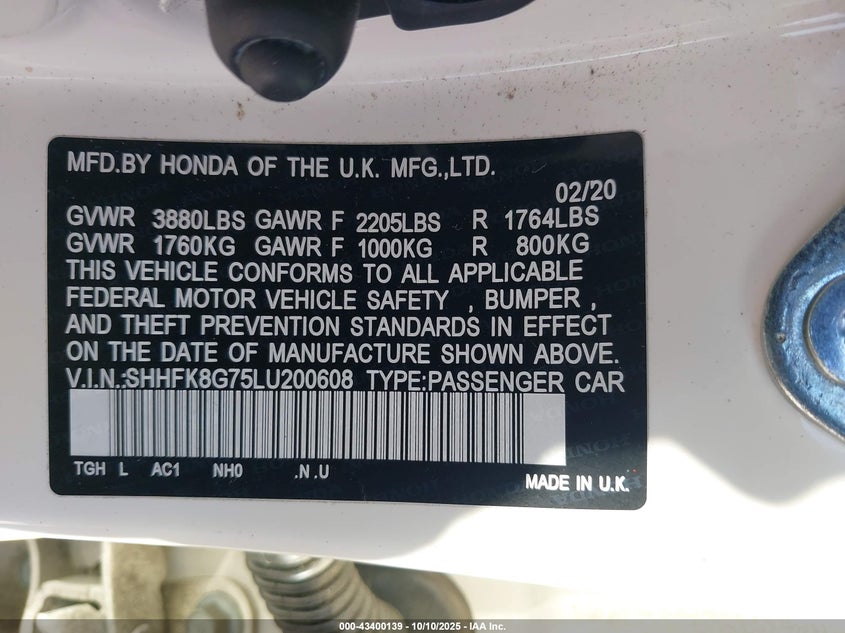 MFD.BY HONDA OF THE U.K. MFG.,LTD.
02/20
GVWR 3880LBS GAWR F 2205LBS R 1764LBS
GVWR 1760KG GAWR F 1000KG R 800KG
THIS VEHICLE CONFORMS TO ALL APPLICABLE
FEDERAL MOTOR VEHICLE SAFETY , BUMPER ,
AND THEFT PREVENTION STANDARDS IN EFFECT
ON THE DATE OF MANUFACTURE SHOWN ABOVE.
V.I.N.:SHHFK8G75LU200608 TYPE:PASSENGER CAR
TGH L AC1 NH0 .N .U
MADE IN U.K.
000-43400139 - 10/10/2025 - IAA Inc.